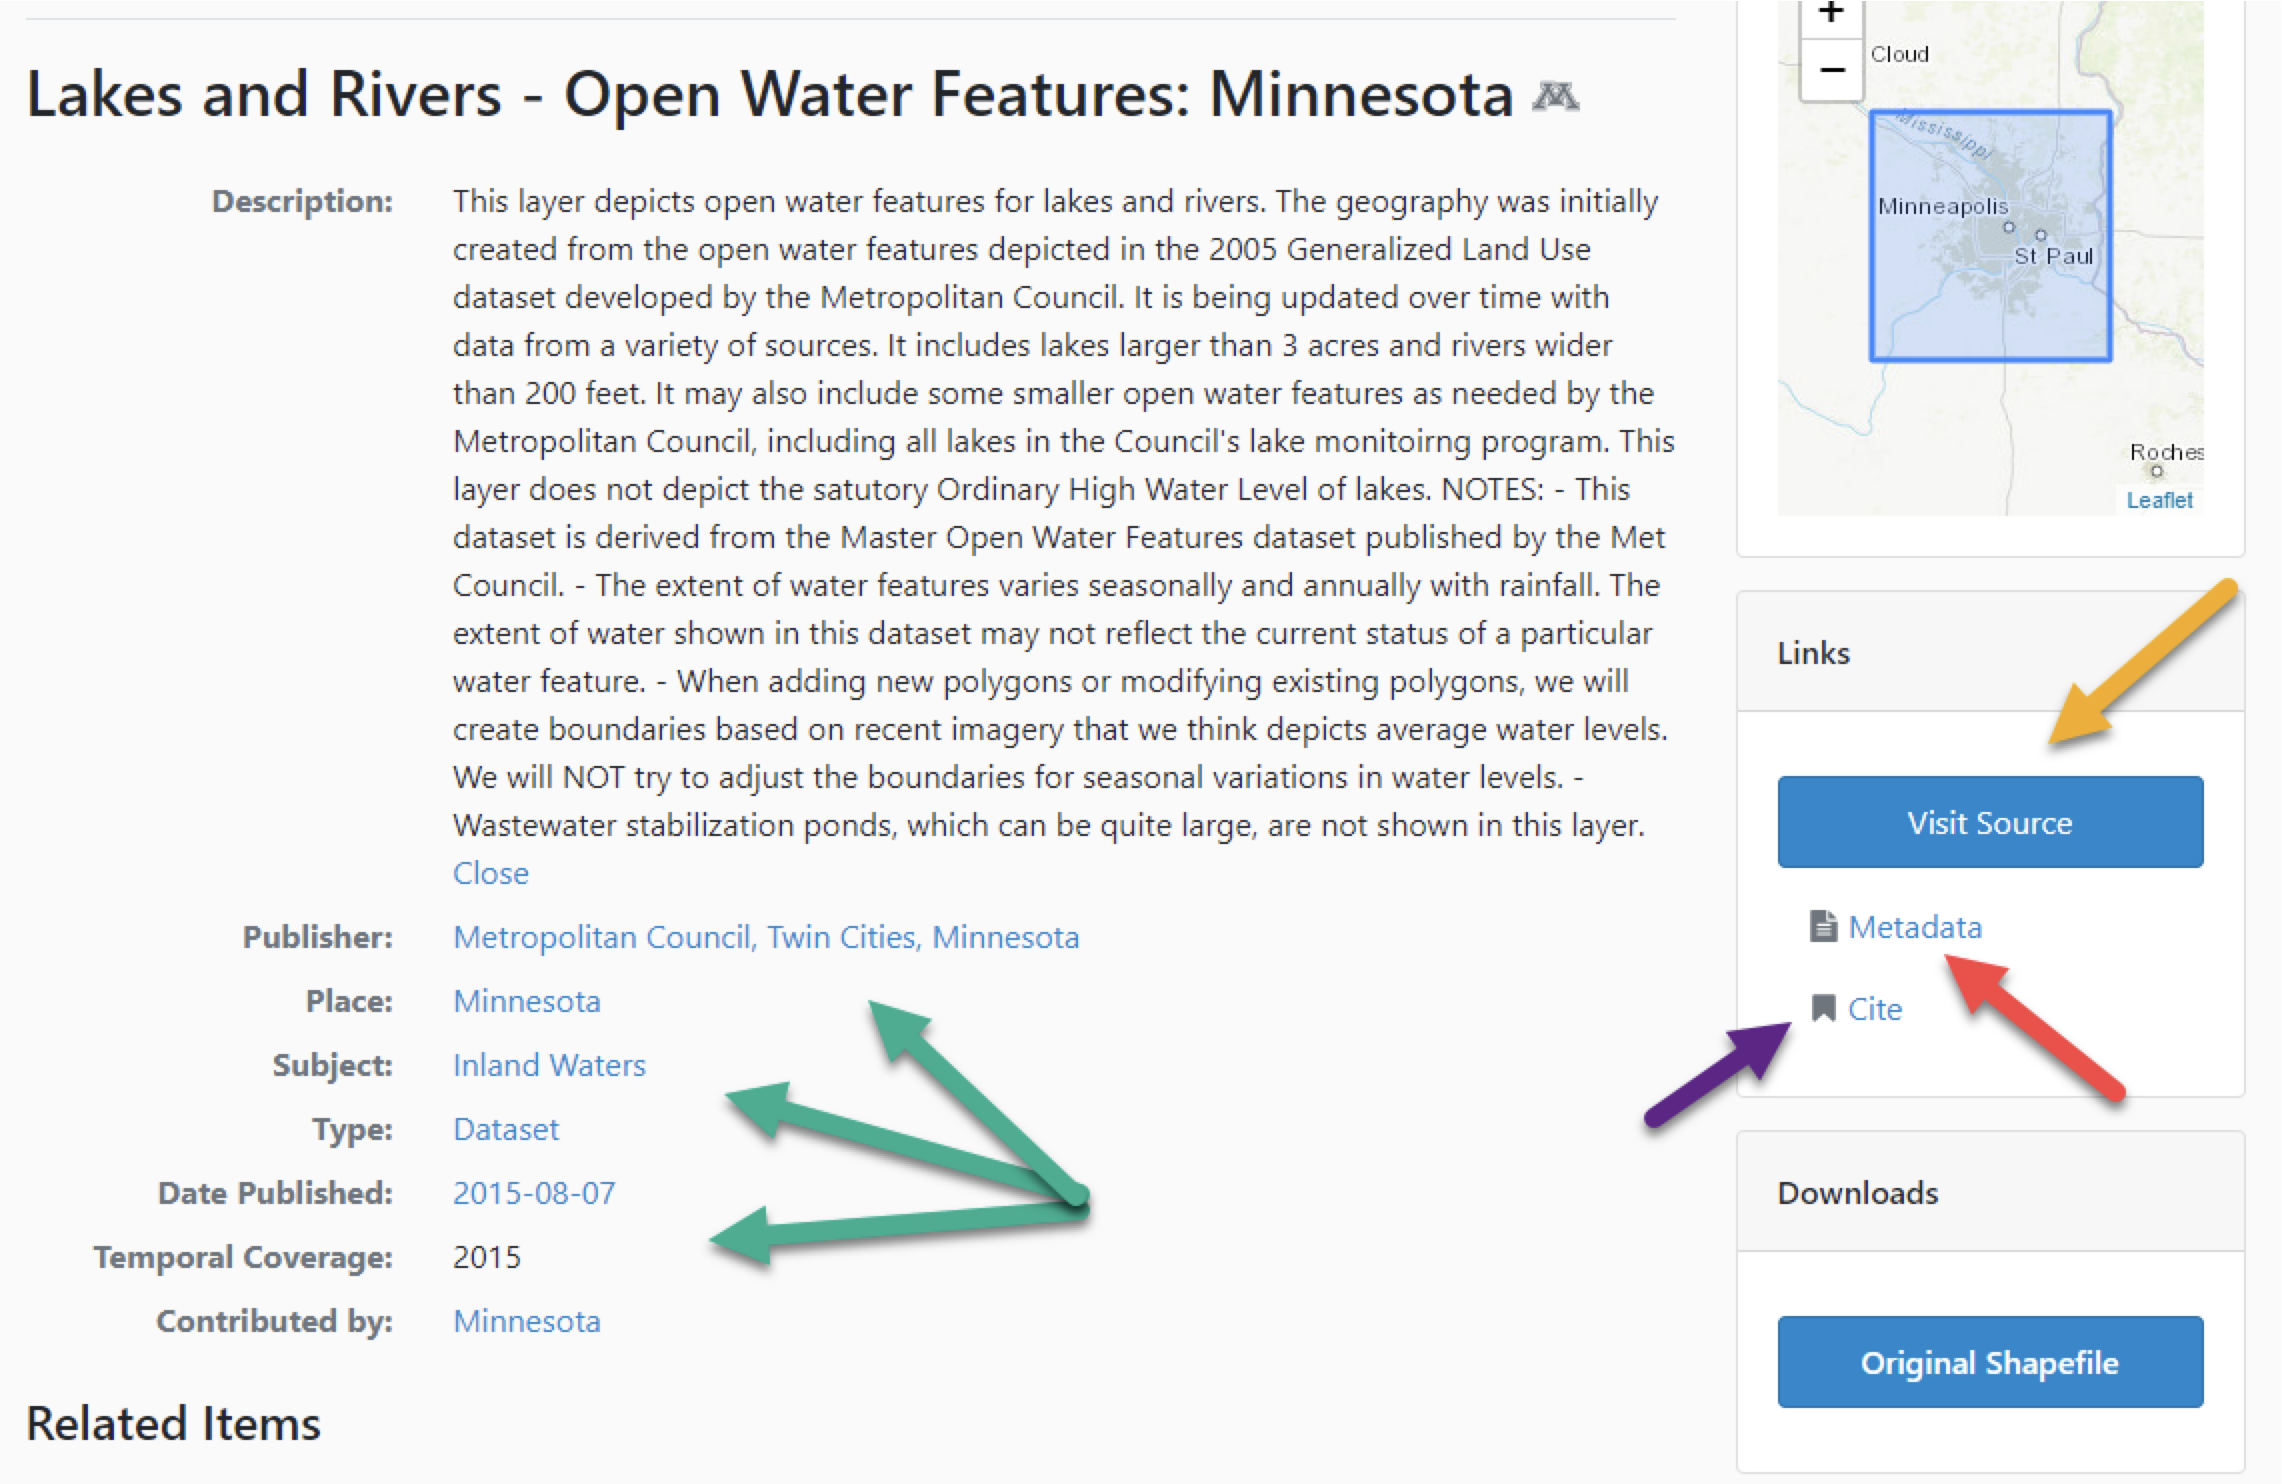 Lakes and Rivers - Open Water Features: Minnesota
Description:
This layer depicts open water features for lakes and rivers. The geography was initially
created from the open water features depicted in the 2005 Generalized Land Use
dataset developed by the Metropolitan Council. It is being updated over time with
data from a variety of sources. It includes lakes larger than 3 acres and rivers wider
than 200 feet. It may also include some smaller open water features as needed by the
Metropolitan Council, including all lakes in the Council's lake monitoirng program. This
layer does not depict the satutory Ordinary High Water Level of lakes. NOTES: - This
dataset is derived from the Master Open Water Features dataset published by the Met
Council. - The extent of water features varies seasonally and annually with rainfall. The
extent of water shown in this dataset may not reflect the current status of a particular
water feature. - When adding new polygons or modifying existing polygons, we will
create boundaries based on recent imagery that we think depicts average water levels.
We will NOT try to adjust the boundaries for seasonal variations in water levels. -
Wastewater stabilization ponds, which can be quite large, are not shown in this layer.
Close
Publisher: Metropolitan Council, Twin Cities, Minnesota
Place: Minnesota
Subject: Inland Waters
Type: Dataset
Date Published: 2015-08-07
Temporal Coverage: 2015
Contributed by: Minnesota
Related Items
+
−
Cloud
Mississippi
Minneapolis
St Paul
Roches
Leaflet
Links
Visit Source
Metadata
Cite
Downloads
Original Shapefile